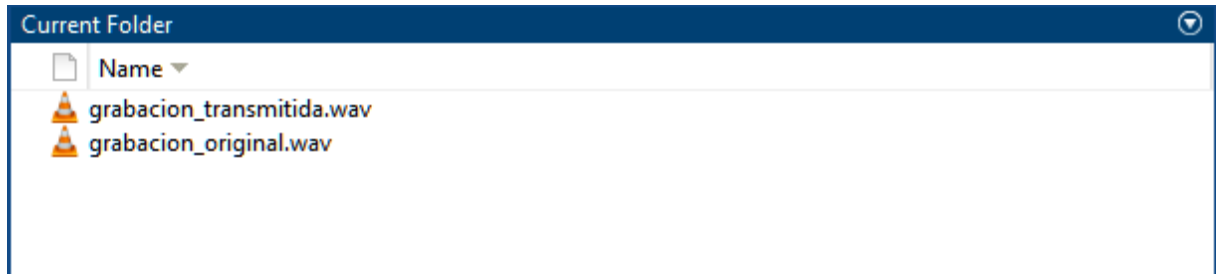 Current Folder
Name
grabacion_transmitida.wav
grabacion_original.wav